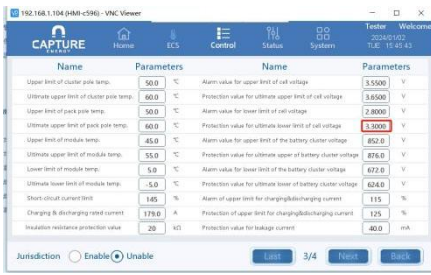 192.168.1.104 (HMI-c596) - VNC Viewer
CAPTURE
ENERGY
Home
ECS
Control
Status
System
Tester Welcome
2024/01/02
TUE 15:45:43
Name Parameters Name Parameters
Upper limit of cluster pole temp. 50.0 ℃ Alarm value for upper limit of cell voltage 3.5500 V
Ultimate upper limit of cluster pole temp. 60.0 ℃ Protection value for ultimate upper limit of cell voltage 3.6500 V
Upper limit of pack pole temp. 50.0 ℃ Alarm value for lower limit of cell voltage 2.8000 V
Ultimate upper limit of pack pole temp. 60.0 ℃ Protection value for ultimate lower limit of cell voltage 3.3000 V
Upper limit of module temp. 45.0 ℃ Alarm value for upper limit of the battery cluster voltage 852.0 V
Ultimate upper limit of module temp. 55.0 ℃ Protection value for ultimate upper of battery cluster voltage 876.0 V
Lower limit of module temp. 5.0 ℃ Alarm value for lower limit of the battery cluster voltage 672.0 V
Ultimate lower limit of module temp. -5.0 ℃ Protection value for ultimate lower of battery cluster voltage 624.0 V
Short-circuit current limit 145 % Alarm of upper limit for charging&discharging current 115 %
Charging & discharging rated current 179.0 A Protection of upper limit for charging&discharging current 125 %
Insulation resistance protection value 20 kΩ Protection value for leakage current 40.0 mA
Jurisdiction Enable Unable Last 3/4 Next Back